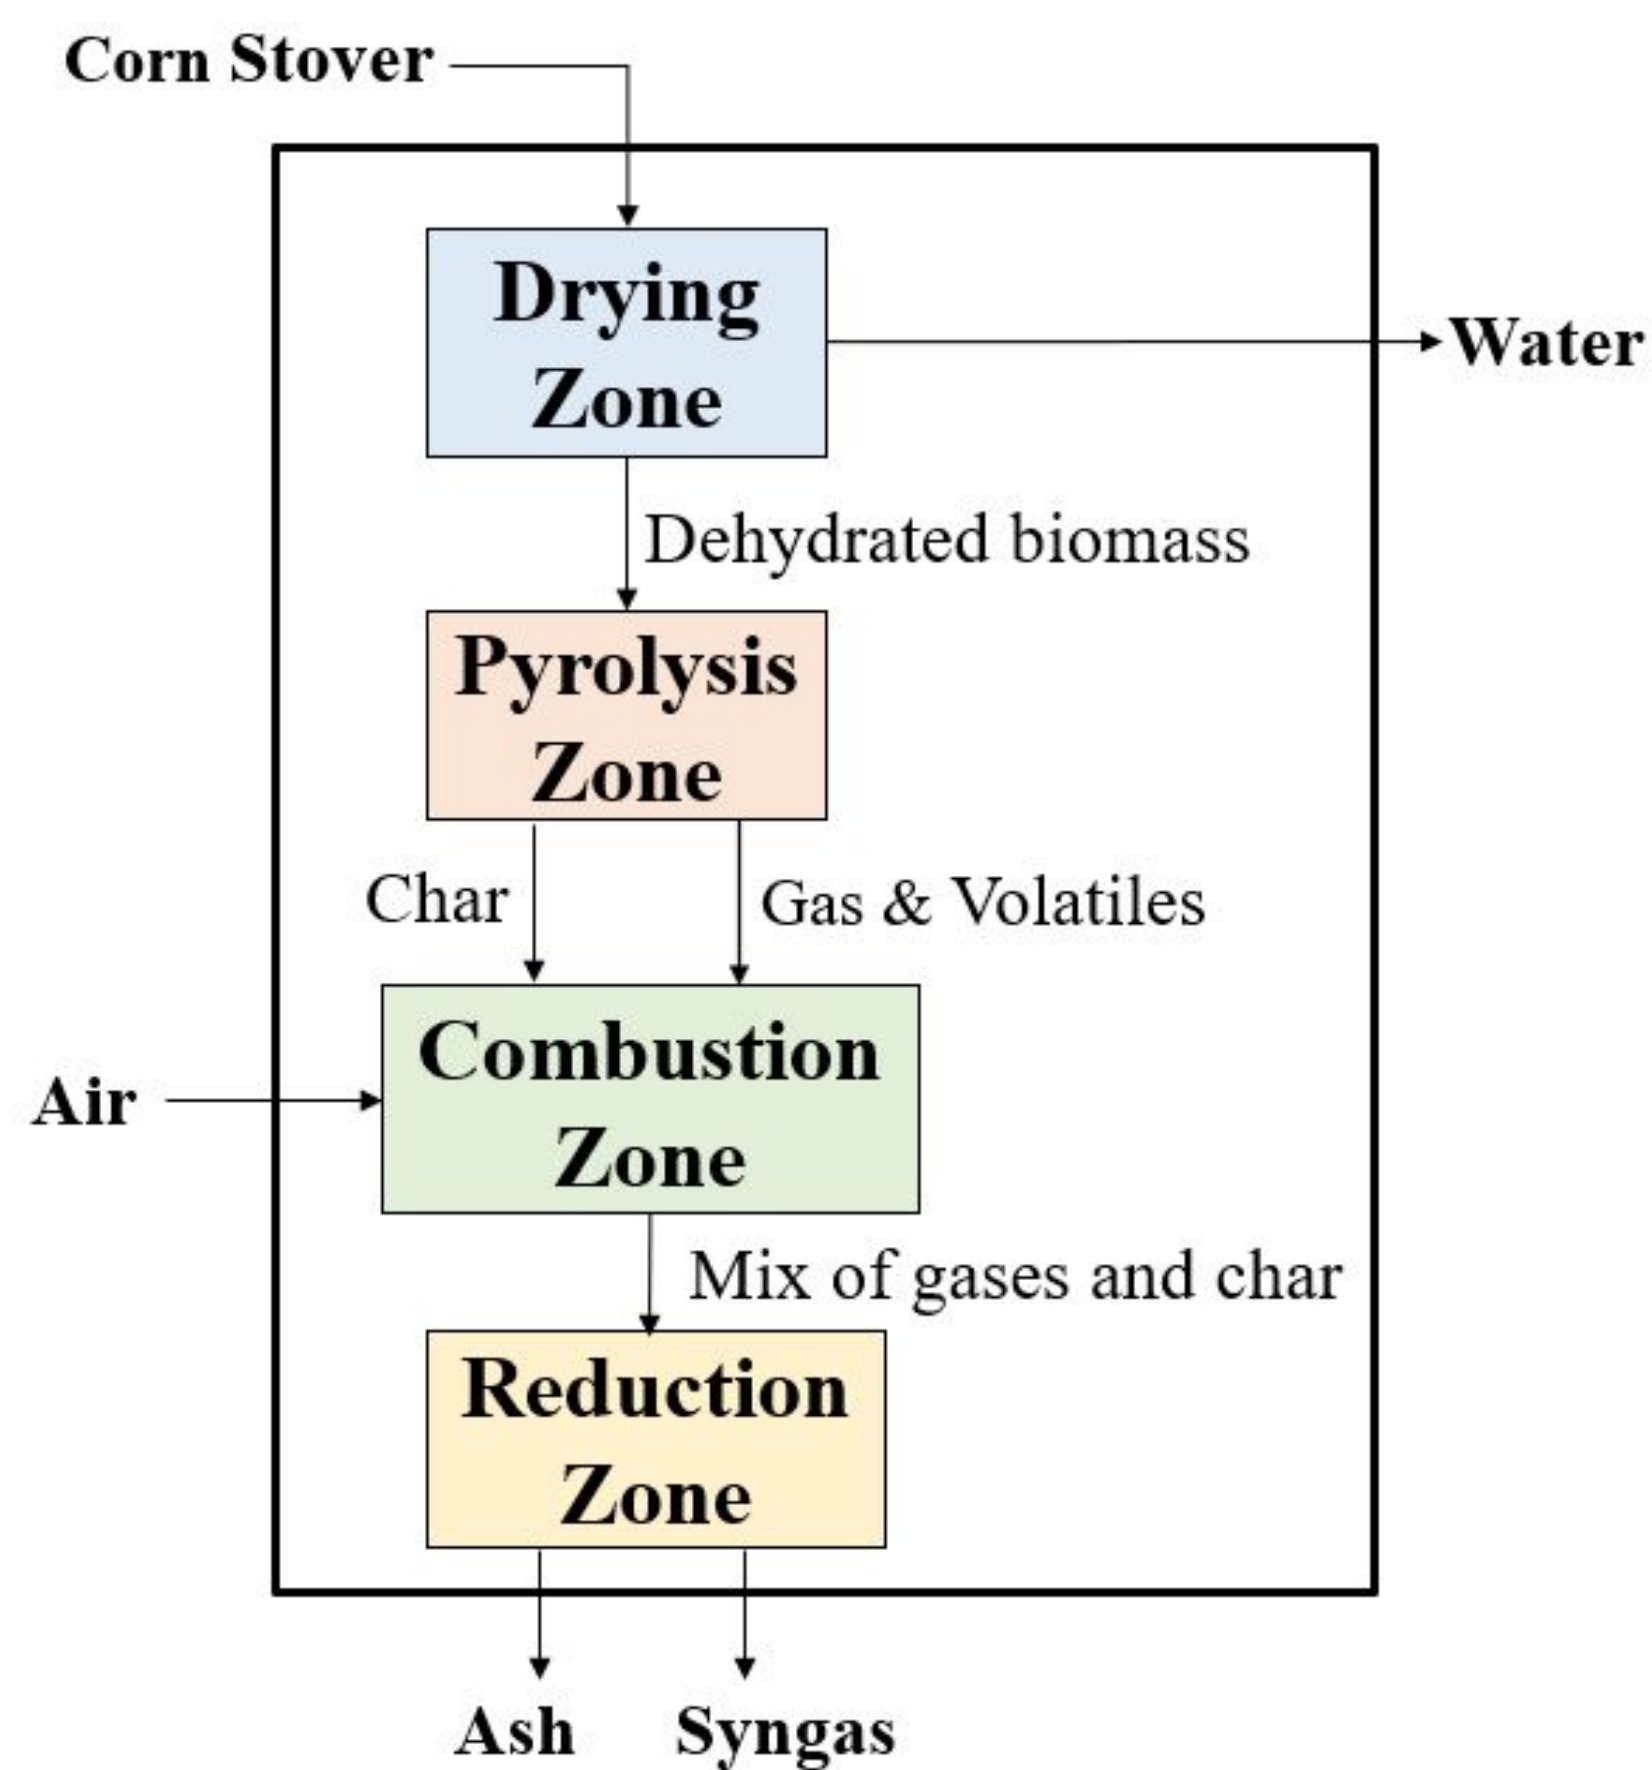 Corn Stover
Drying
Zone
Water
Dehydrated biomass
Pyrolysis
Zone
Char
Gas & Volatiles
Combustion
Zone
Air
Mix of gases and char
Reduction
Zone
Ash
Syngas